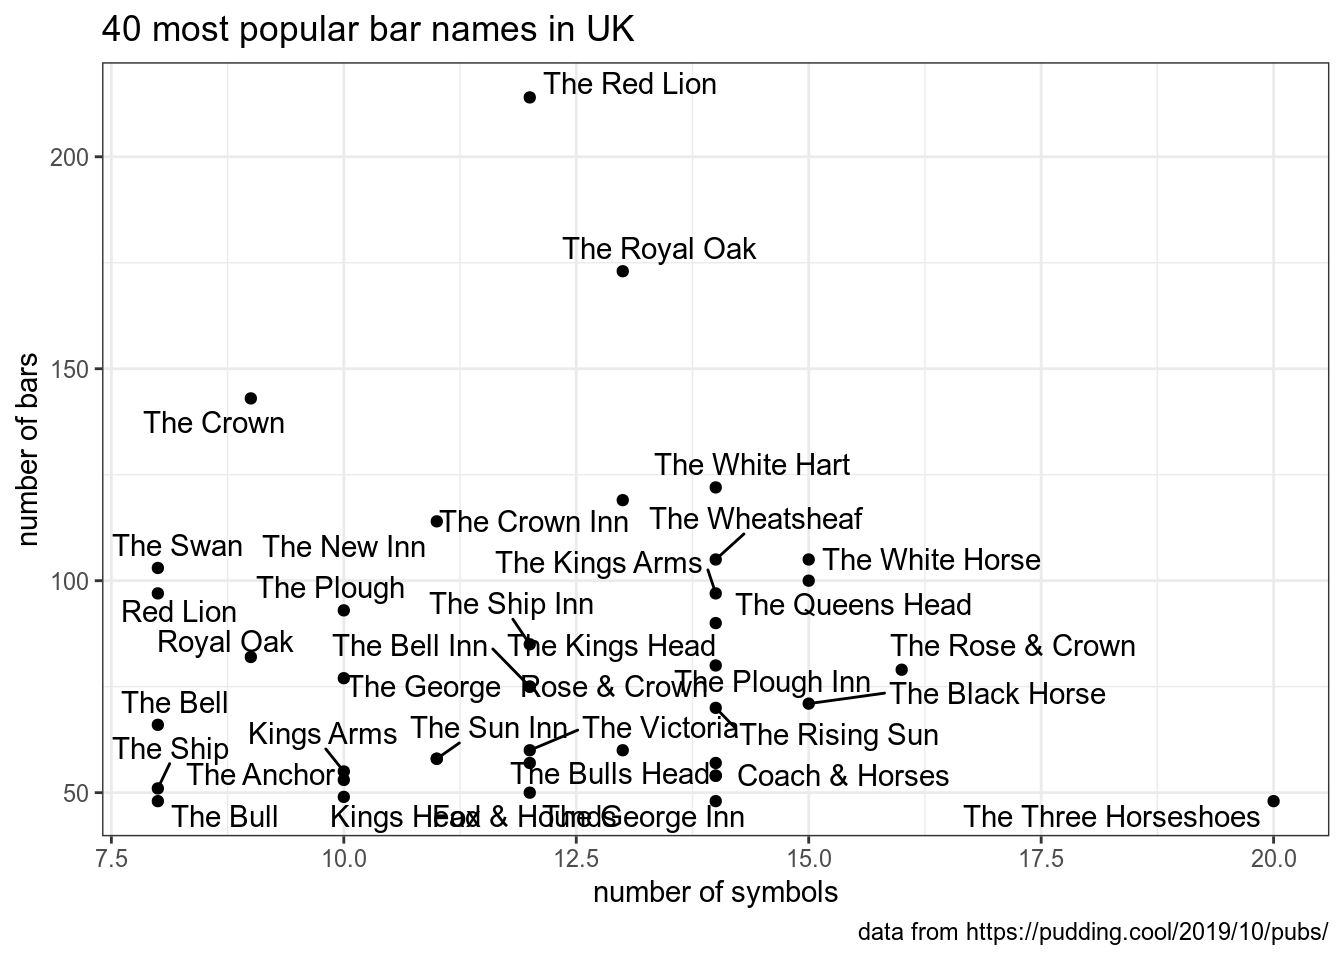 40 most popular bar names in UK
The Red Lion
200
The Royal Oak
150
The Crown
number of bars
The White Hart
The Crown Inn
The Wheatsheaf
The Swan
The New Inn
The Kings Arms
The White Horse
100
The Plough
Red Lion
The Ship Inn
The Queens Head
Royal Oak
The Bell Inn
The Kings Head
The Rose & Crown
The George
Rose & Crown
The Plough Inn
The Black Horse
The Bell
Kings Arms
The Sun Inn
The Victoria
The Rising Sun
The Ship
The Anchor
The Bulls Head
Coach & Horses
50
The Bull
Kings Head
Fox & Hounds
The George Inn
The Three Horseshoes
7.5
10.0
12.5
15.0
17.5
20.0
number of symbols
data from https://pudding.cool/2019/10/pubs/